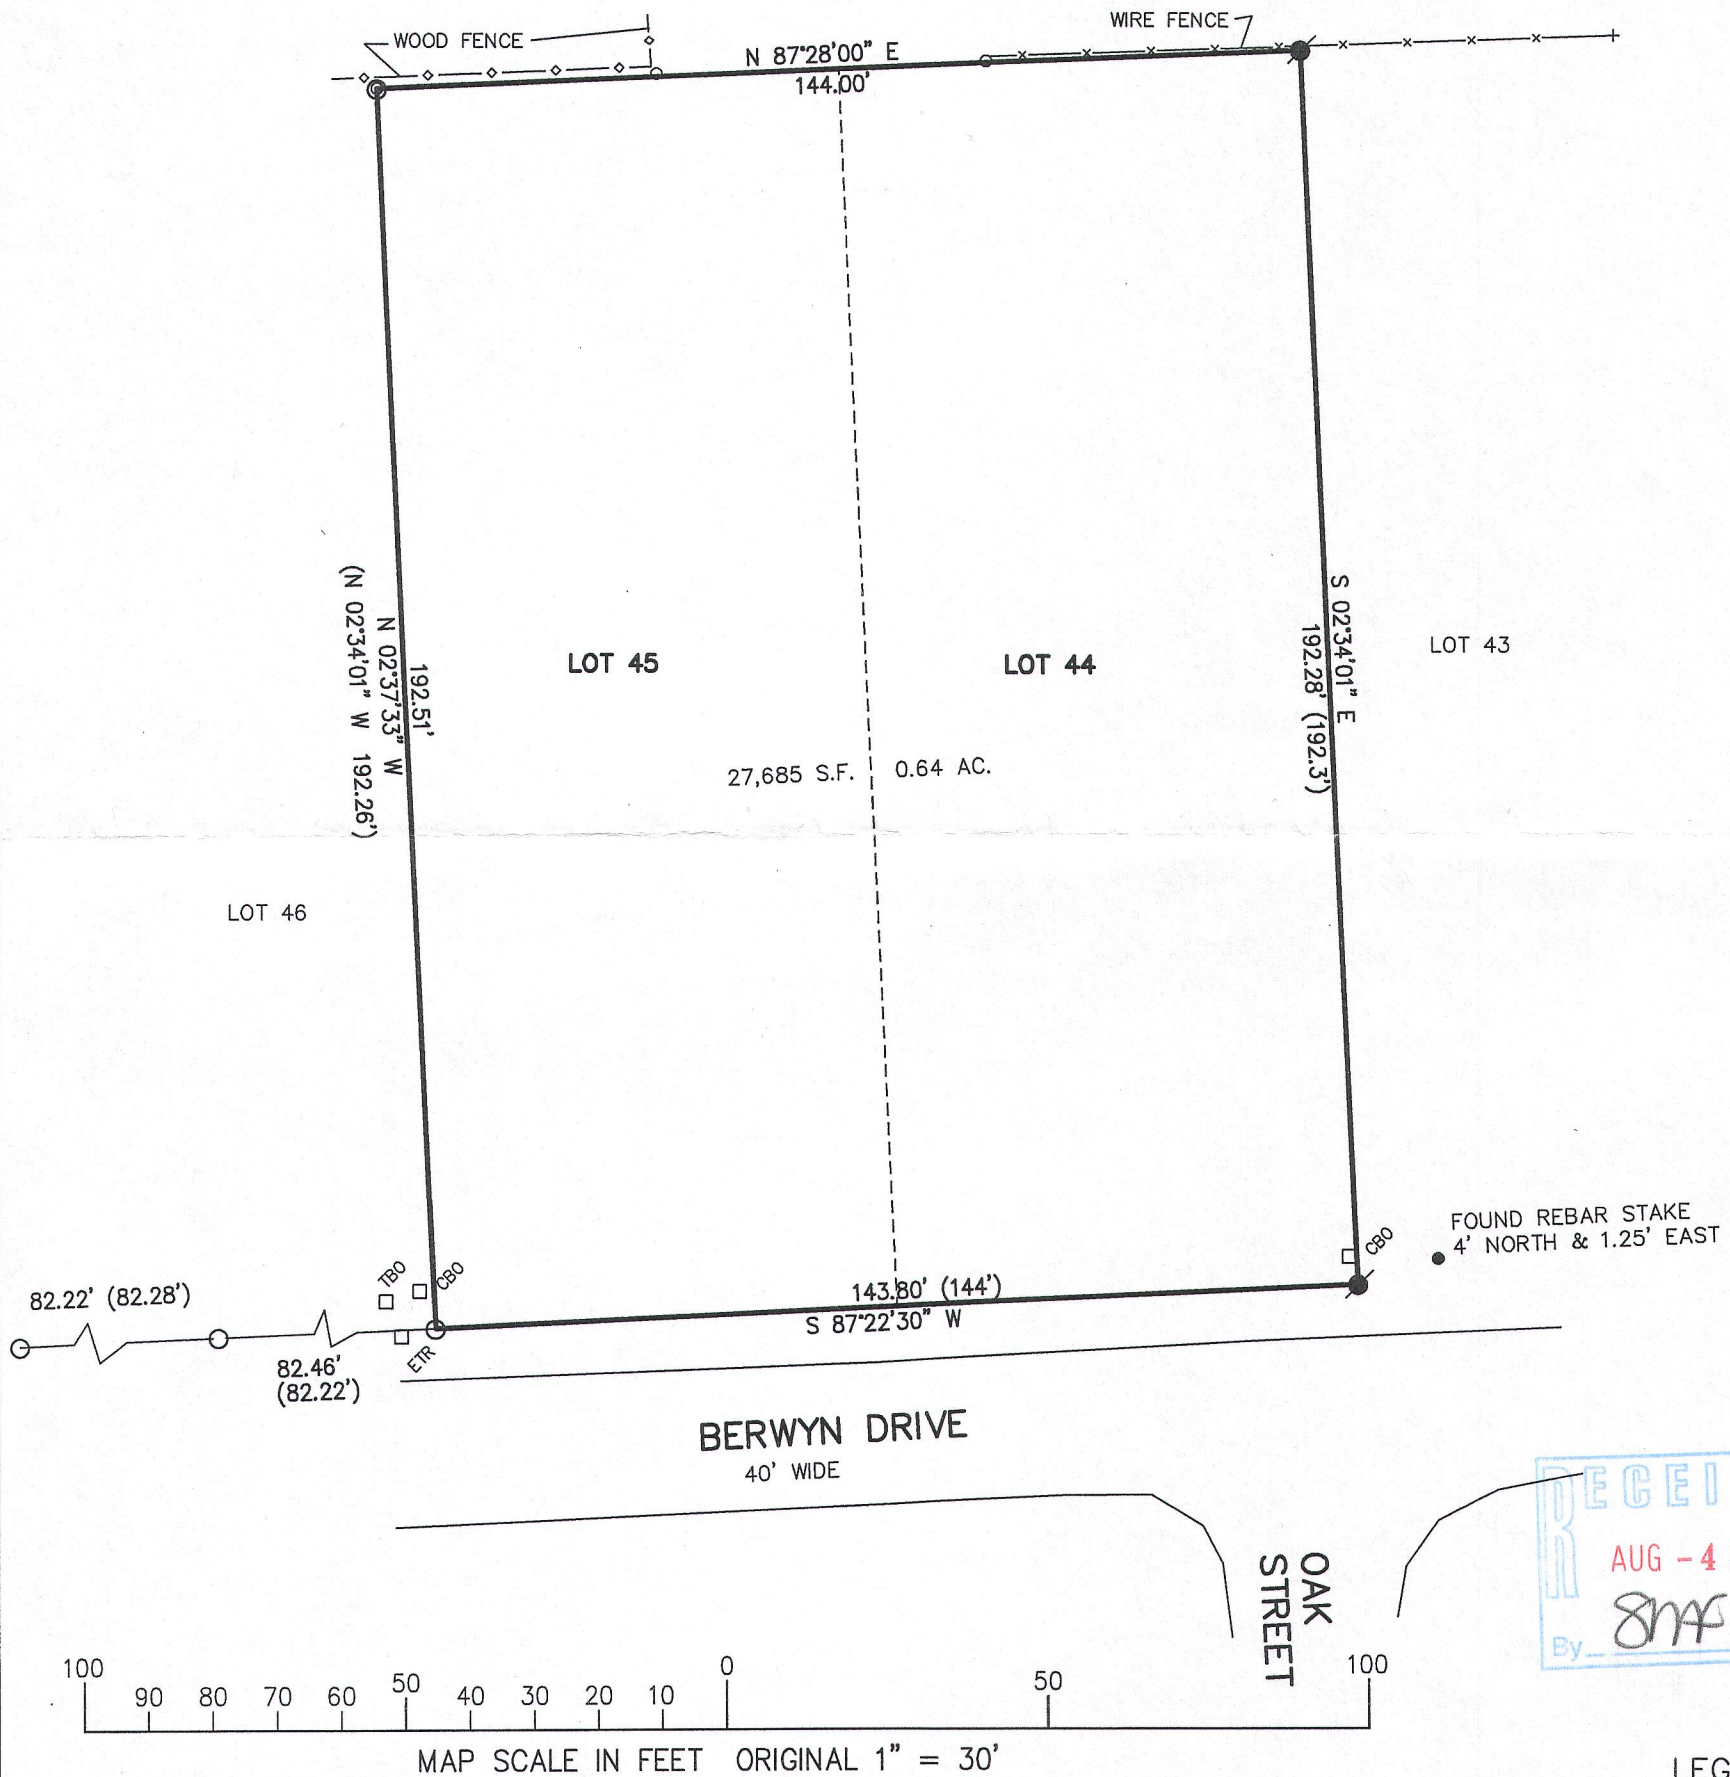 WIRE FENCE
WOOD FENCE
N 87°28'00" E
144.00'
(N 02°34'01" W 192.26')
N 02°37'33" W
192.51'
LOT 45
LOT 44
S 02°34'01" E
192.28' (192.3')
LOT 43
27,685 S.F.
0.64 AC.
LOT 46
FOUND REBAR STAKE
4' NORTH & 1.25' EAST
TBO
CBO
CBO
82.22' (82.28')
143.80' (144')
S 87°22'30" W
ETR
82.46'
(82.22')
BERWYN DRIVE
40' WIDE
OAK
STREET
RECEI
AUG -4
By
100 90 80 70 60 50 40 30 20 10 0 50 100
MAP SCALE IN FEET ORIGINAL 1" = 30'
LEG